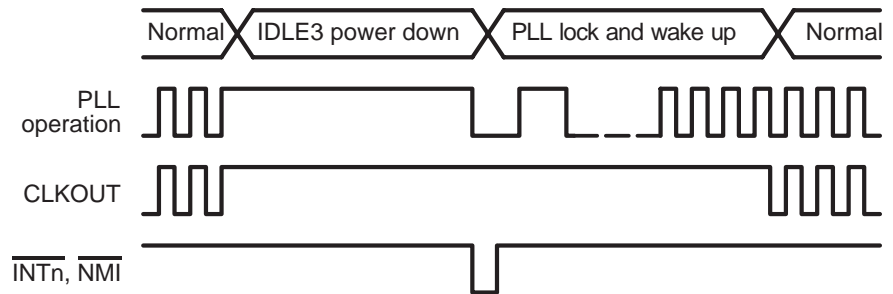 Normal IDLE3 power down PLL lock and wake up Normal
PLL
operation
CLKOUT
INTn, NMI